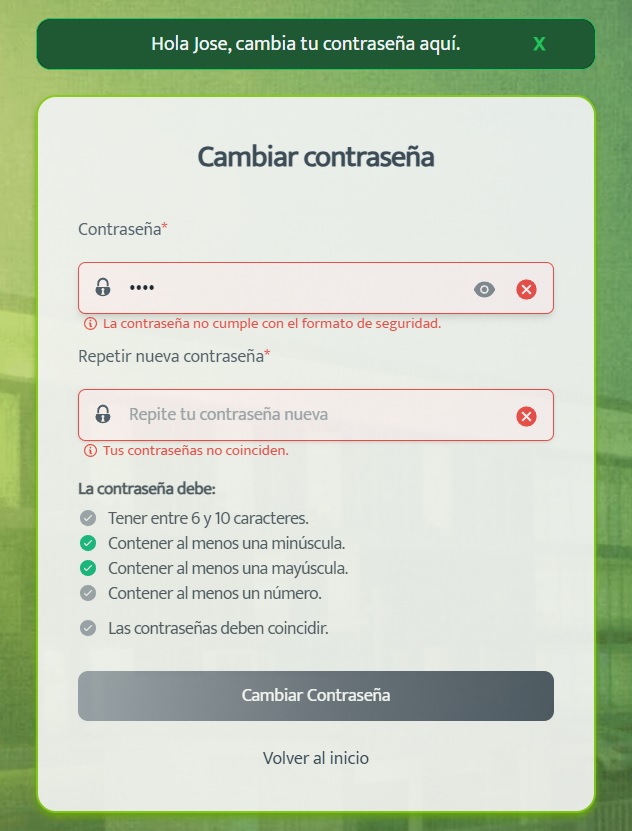 Hola Jose, cambia tu contraseña aquí. X
Cambiar contraseña
Contraseña*
••••
La contraseña no cumple con el formato de seguridad.
Repetir nueva contraseña*
Repite tu contraseña nueva
Tus contraseñas no coinciden.
La contraseña debe:
Tener entre 6 y 10 caracteres.
Contener al menos una minúscula.
Contener al menos una mayúscula.
Contener al menos un número.
Las contraseñas deben coincidir.
Cambiar Contraseña
Volver al inicio